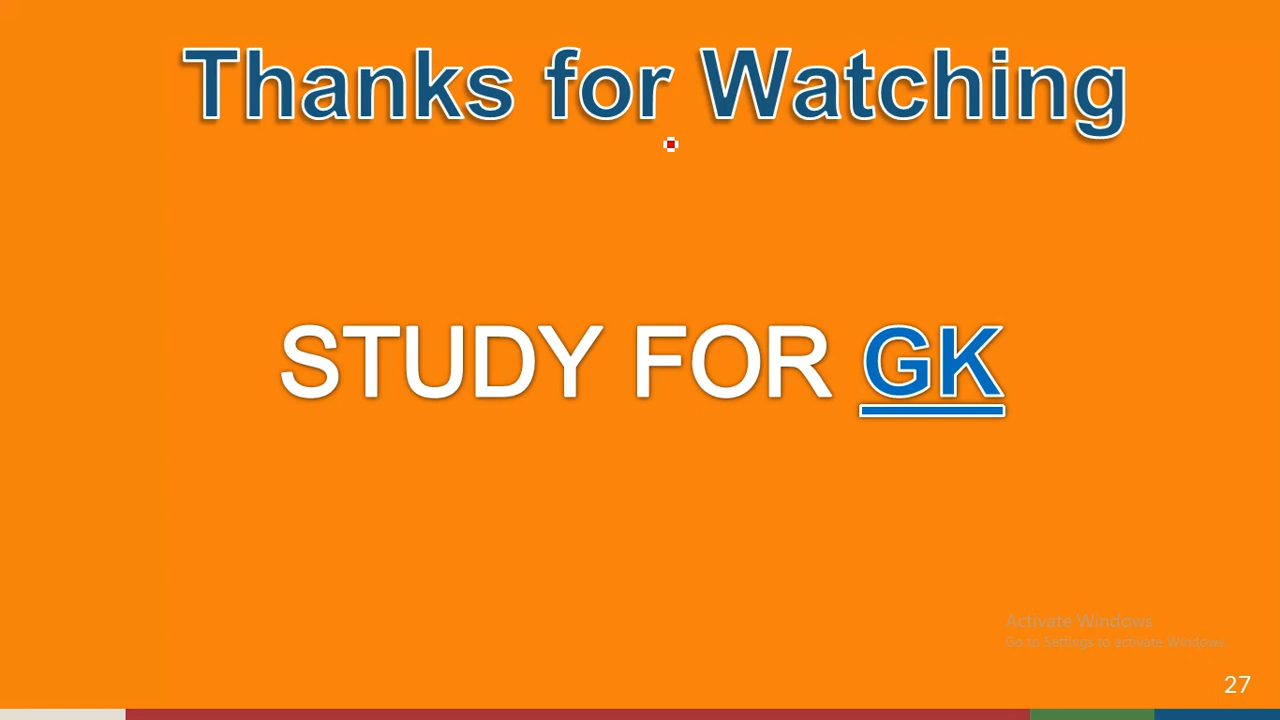 Thanks for Watching
STUDY FOR GK
Activate Windows
Go to Settings to activate Windows.
27